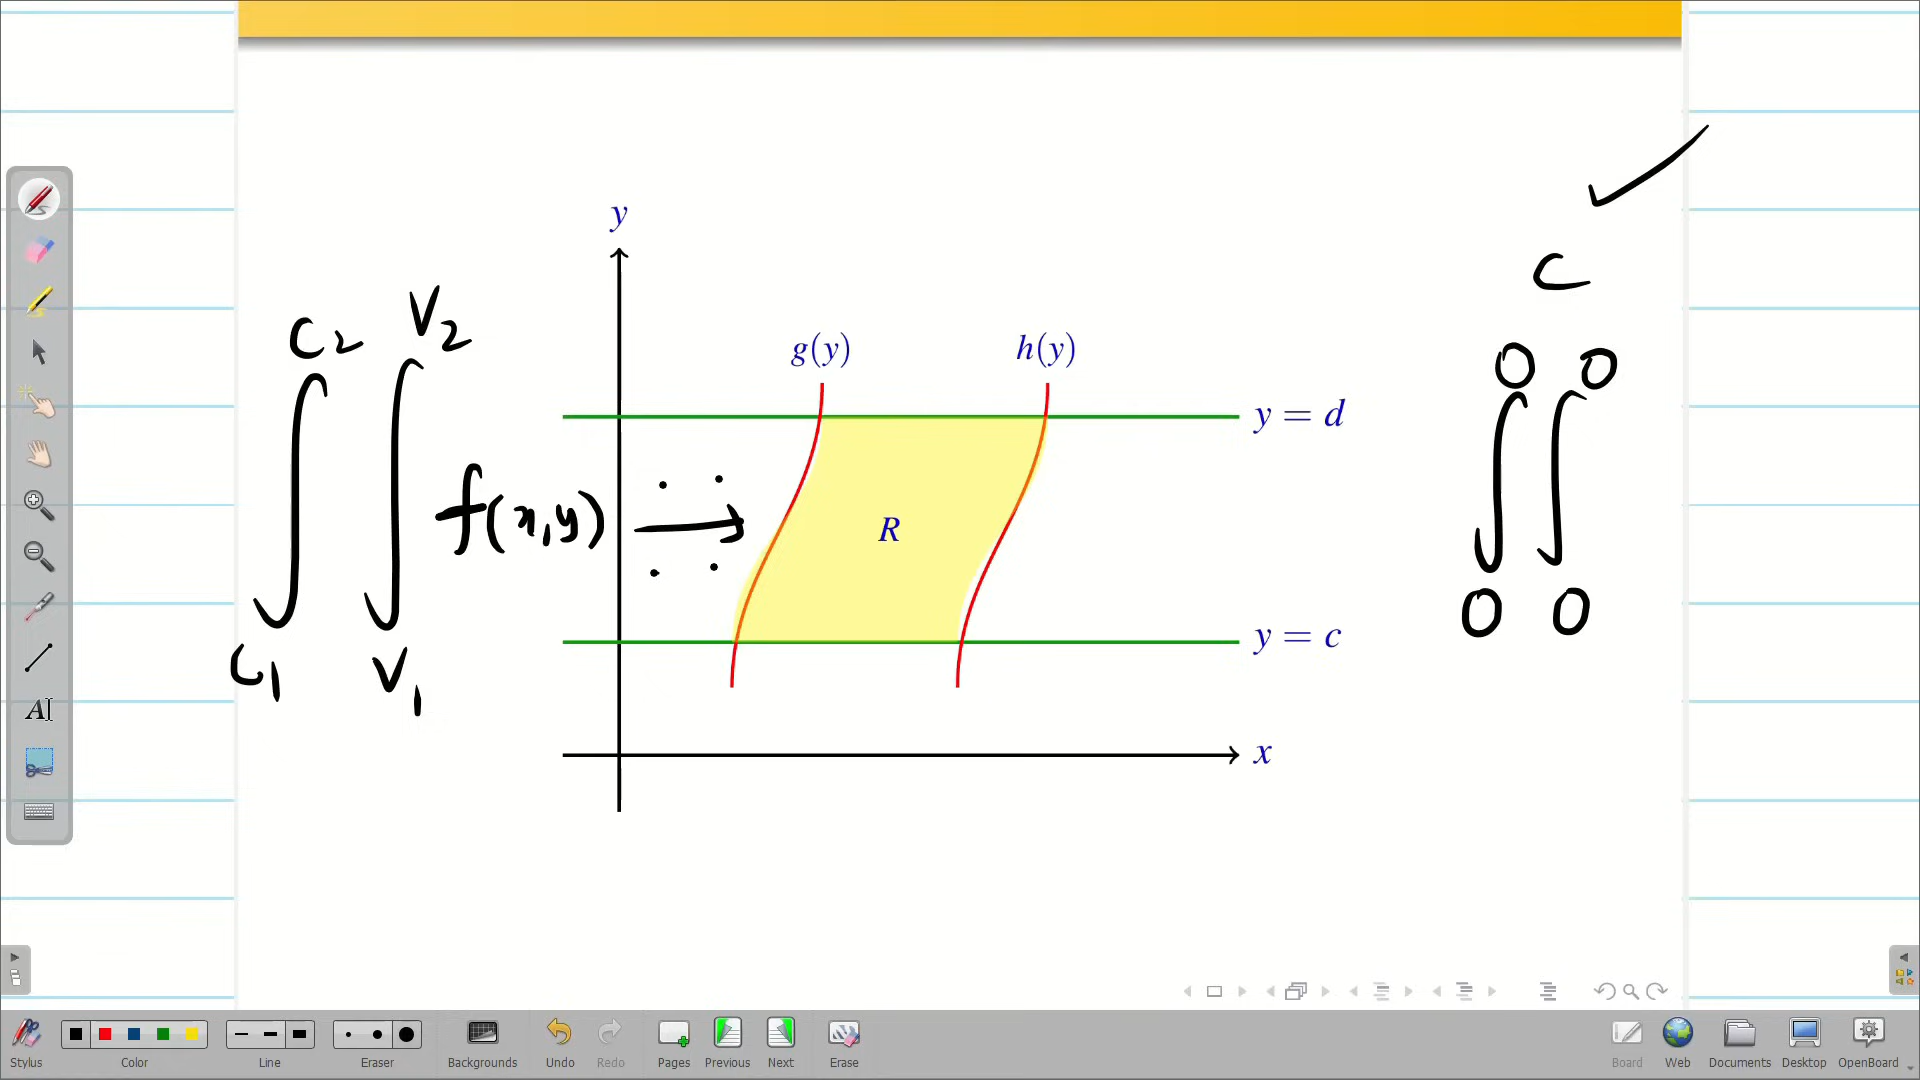 y
C
C2 V2
g(y) h(y)
0 0
y = d
f(x,y)
R
0 0
y = c
C1 V1
x
Stylus Color Line Eraser Backgrounds Undo Redo Pages Previous Next Erase Board Web Documents Desktop OpenBoard